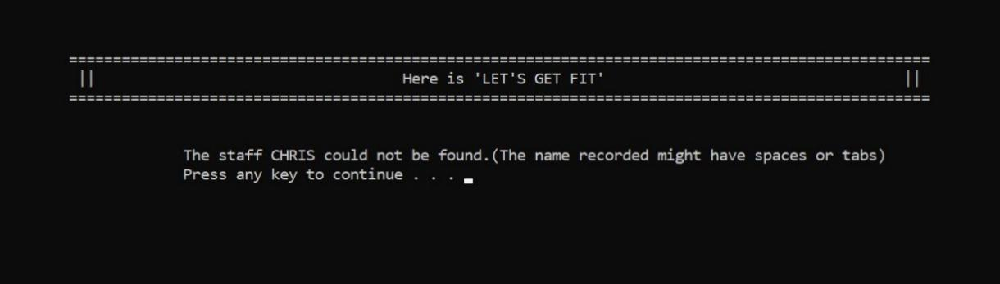 ==================================================================================================
|| Here is 'LET'S GET FIT' ||
==================================================================================================
The staff CHRIS could not be found.(The name recorded might have spaces or tabs)
Press any key to continue . . .